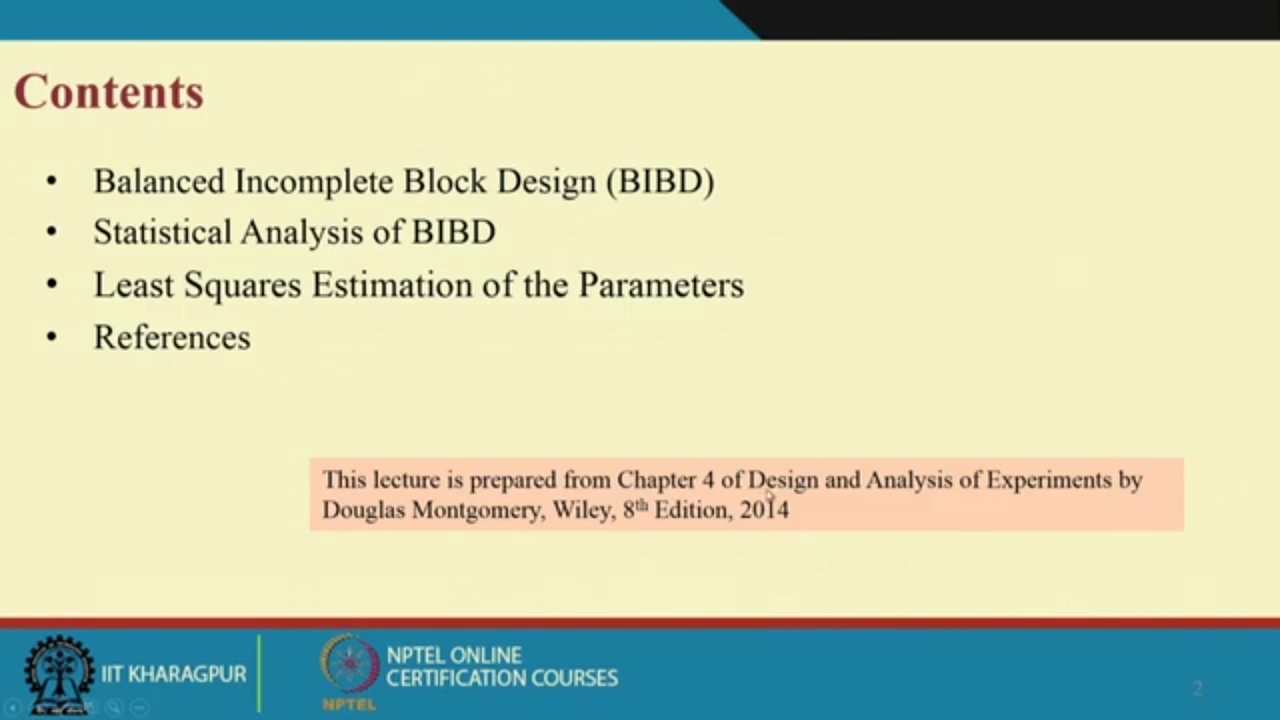 Contents
• Balanced Incomplete Block Design (BIBD)
• Statistical Analysis of BIBD
• Least Squares Estimation of the Parameters
• References
This lecture is prepared from Chapter 4 of Design and Analysis of Experiments by
Douglas Montgomery, Wiley, 8th Edition, 2014
IIT KHARAGPUR
NPTEL
NPTEL ONLINE
CERTIFICATION COURSES
2